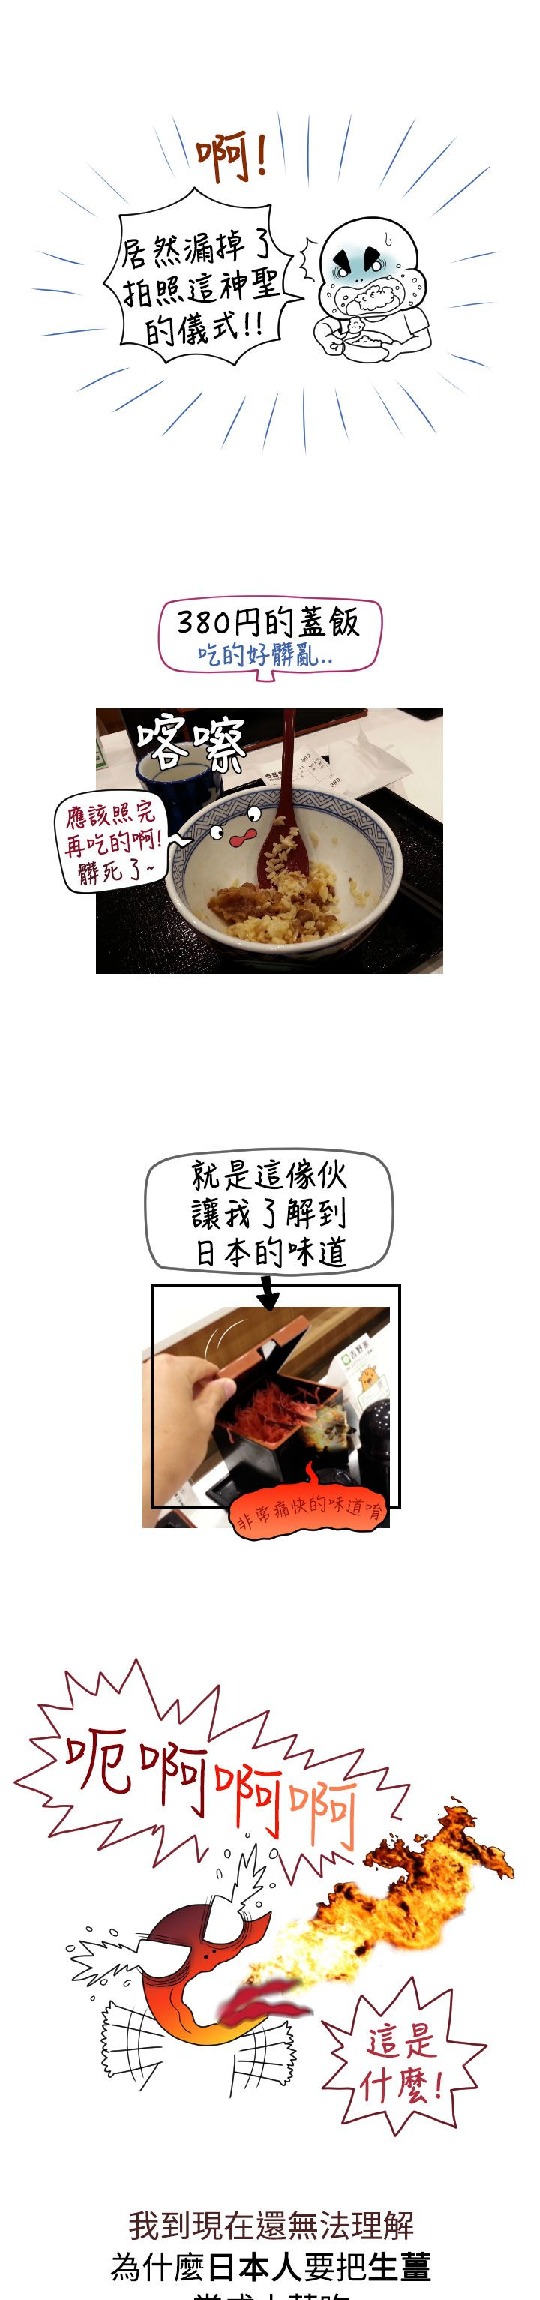 啊!
居然漏掉了
拍照這神聖
的儀式!!
380円的蓋飯
吃的好髒亂..
喀嚓
應該照完
再吃的啊!
髒死了~
就是這傢伙
讓我了解到
日本的味道
吉野家
非常痛快的味道唷
呃啊啊啊
這是
什麼!
我到現在還無法理解
為什麼日本人要把生薑